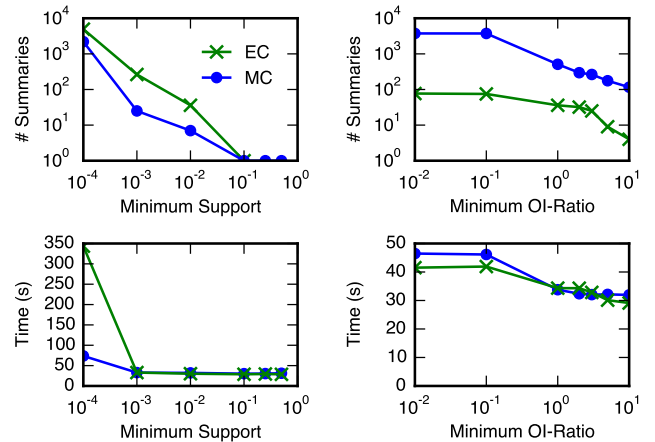 # Summaries
10^4
10^3
10^2
10^1
10^0
EC
MC
10^-4 10^-3 10^-2 10^-1 10^0
Minimum Support
# Summaries
10^4
10^3
10^2
10^1
10^0
10^-2 10^-1 10^0 10^1
Minimum OI-Ratio
Time (s)
350
300
250
200
150
100
50
0
10^-4 10^-3 10^-2 10^-1 10^0
Minimum Support
Time (s)
50
40
30
20
10
0
10^-2 10^-1 10^0 10^1
Minimum OI-Ratio